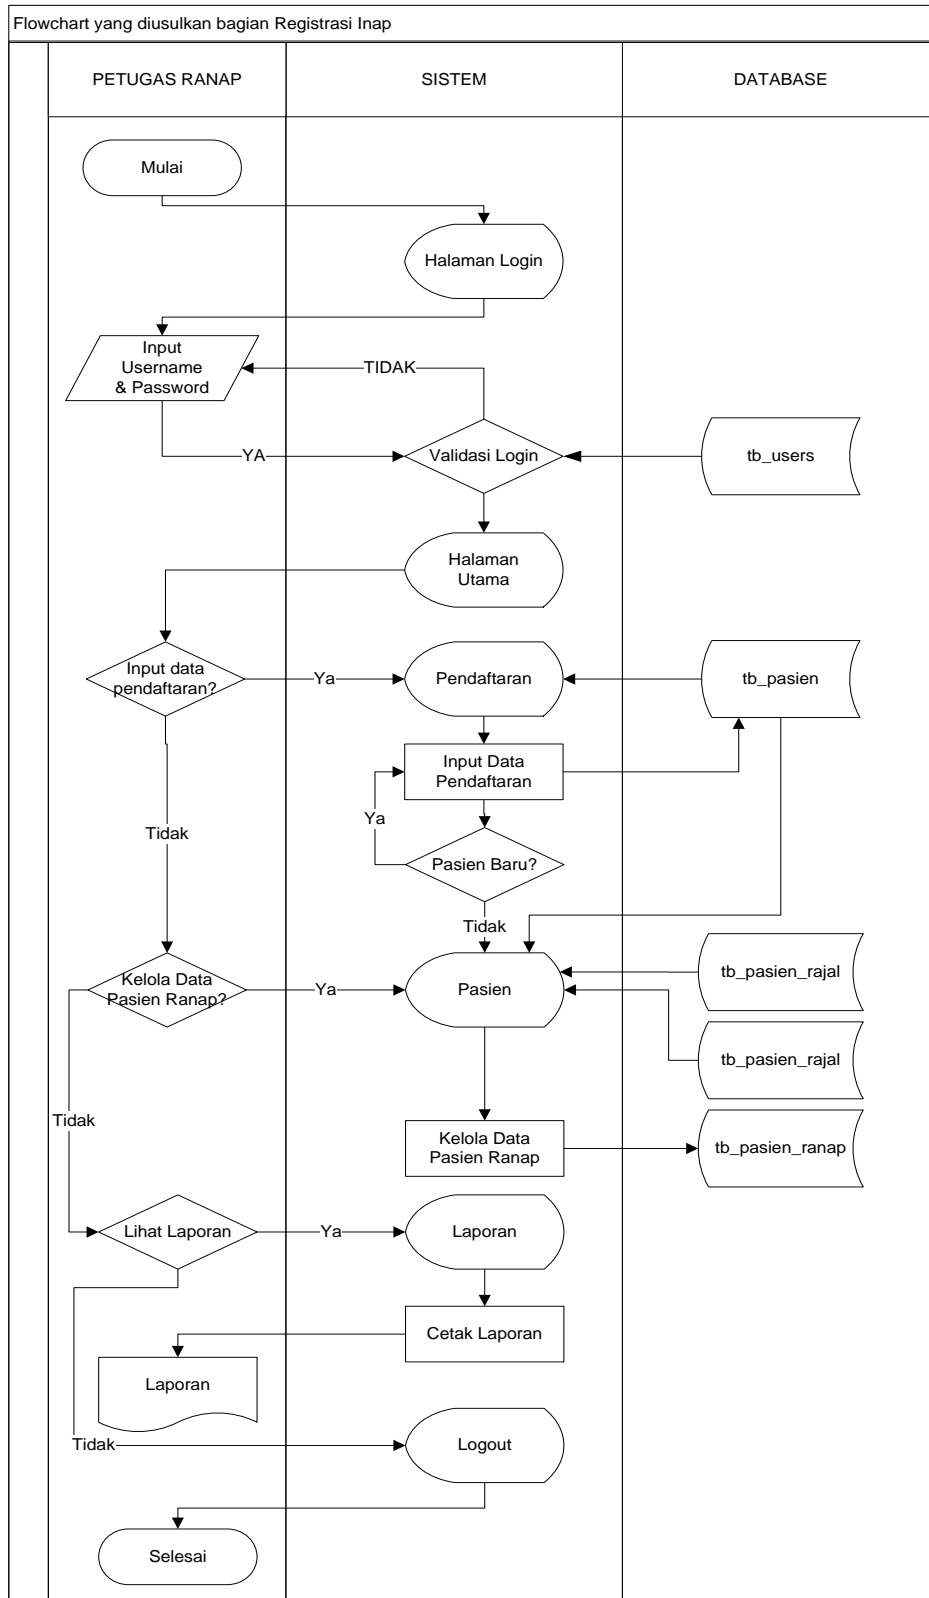 Flowchart yang diusulkan bagian Registrasi Inap
PETUGAS RANAP
SISTEM
DATABASE
Mulai
Halaman Login
Input
Username
& Password
TIDAK
YA
Validasi Login
tb_users
Halaman
Utama
Input data
pendaftaran?
Ya
Pendaftaran
tb_pasien
Input Data
Pendaftaran
Ya
Tidak
Pasien Baru?
Tidak
Kelola Data
Pasien Ranap?
Ya
Pasien
tb_pasien_rajal
tb_pasien_rajal
Tidak
Kelola Data
Pasien Ranap
tb_pasien_ranap
Lihat Laporan
Ya
Laporan
Cetak Laporan
Laporan
Tidak
Logout
Selesai